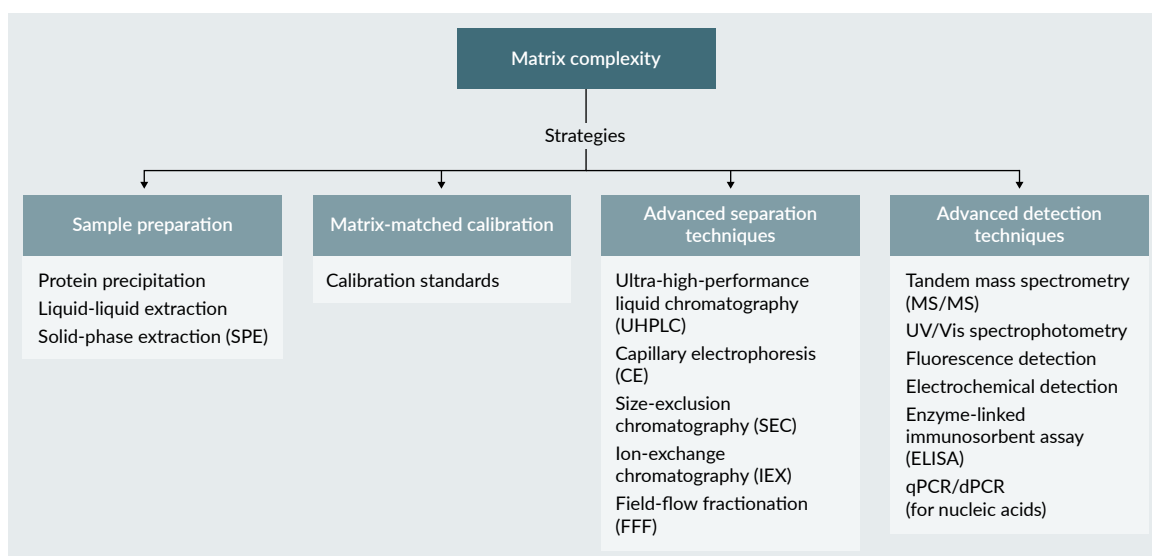 Matrix complexity
Strategies
Sample preparation
Protein precipitation
Liquid-liquid extraction
Solid-phase extraction (SPE)
Matrix-matched calibration
Calibration standards
Advanced separation
techniques
Ultra-high-performance
liquid chromatography
(UHPLC)
Capillary electrophoresis
(CE)
Size-exclusion
chromatography (SEC)
Ion-exchange
chromatography (IEX)
Field-flow fractionation
(FFF)
Advanced detection
techniques
Tandem mass spectrometry
(MS/MS)
UV/Vis spectrophotometry
Fluorescence detection
Electrochemical detection
Enzyme-linked
immunosorbent assay
(ELISA)
qPCR/dPCR
(for nucleic acids)